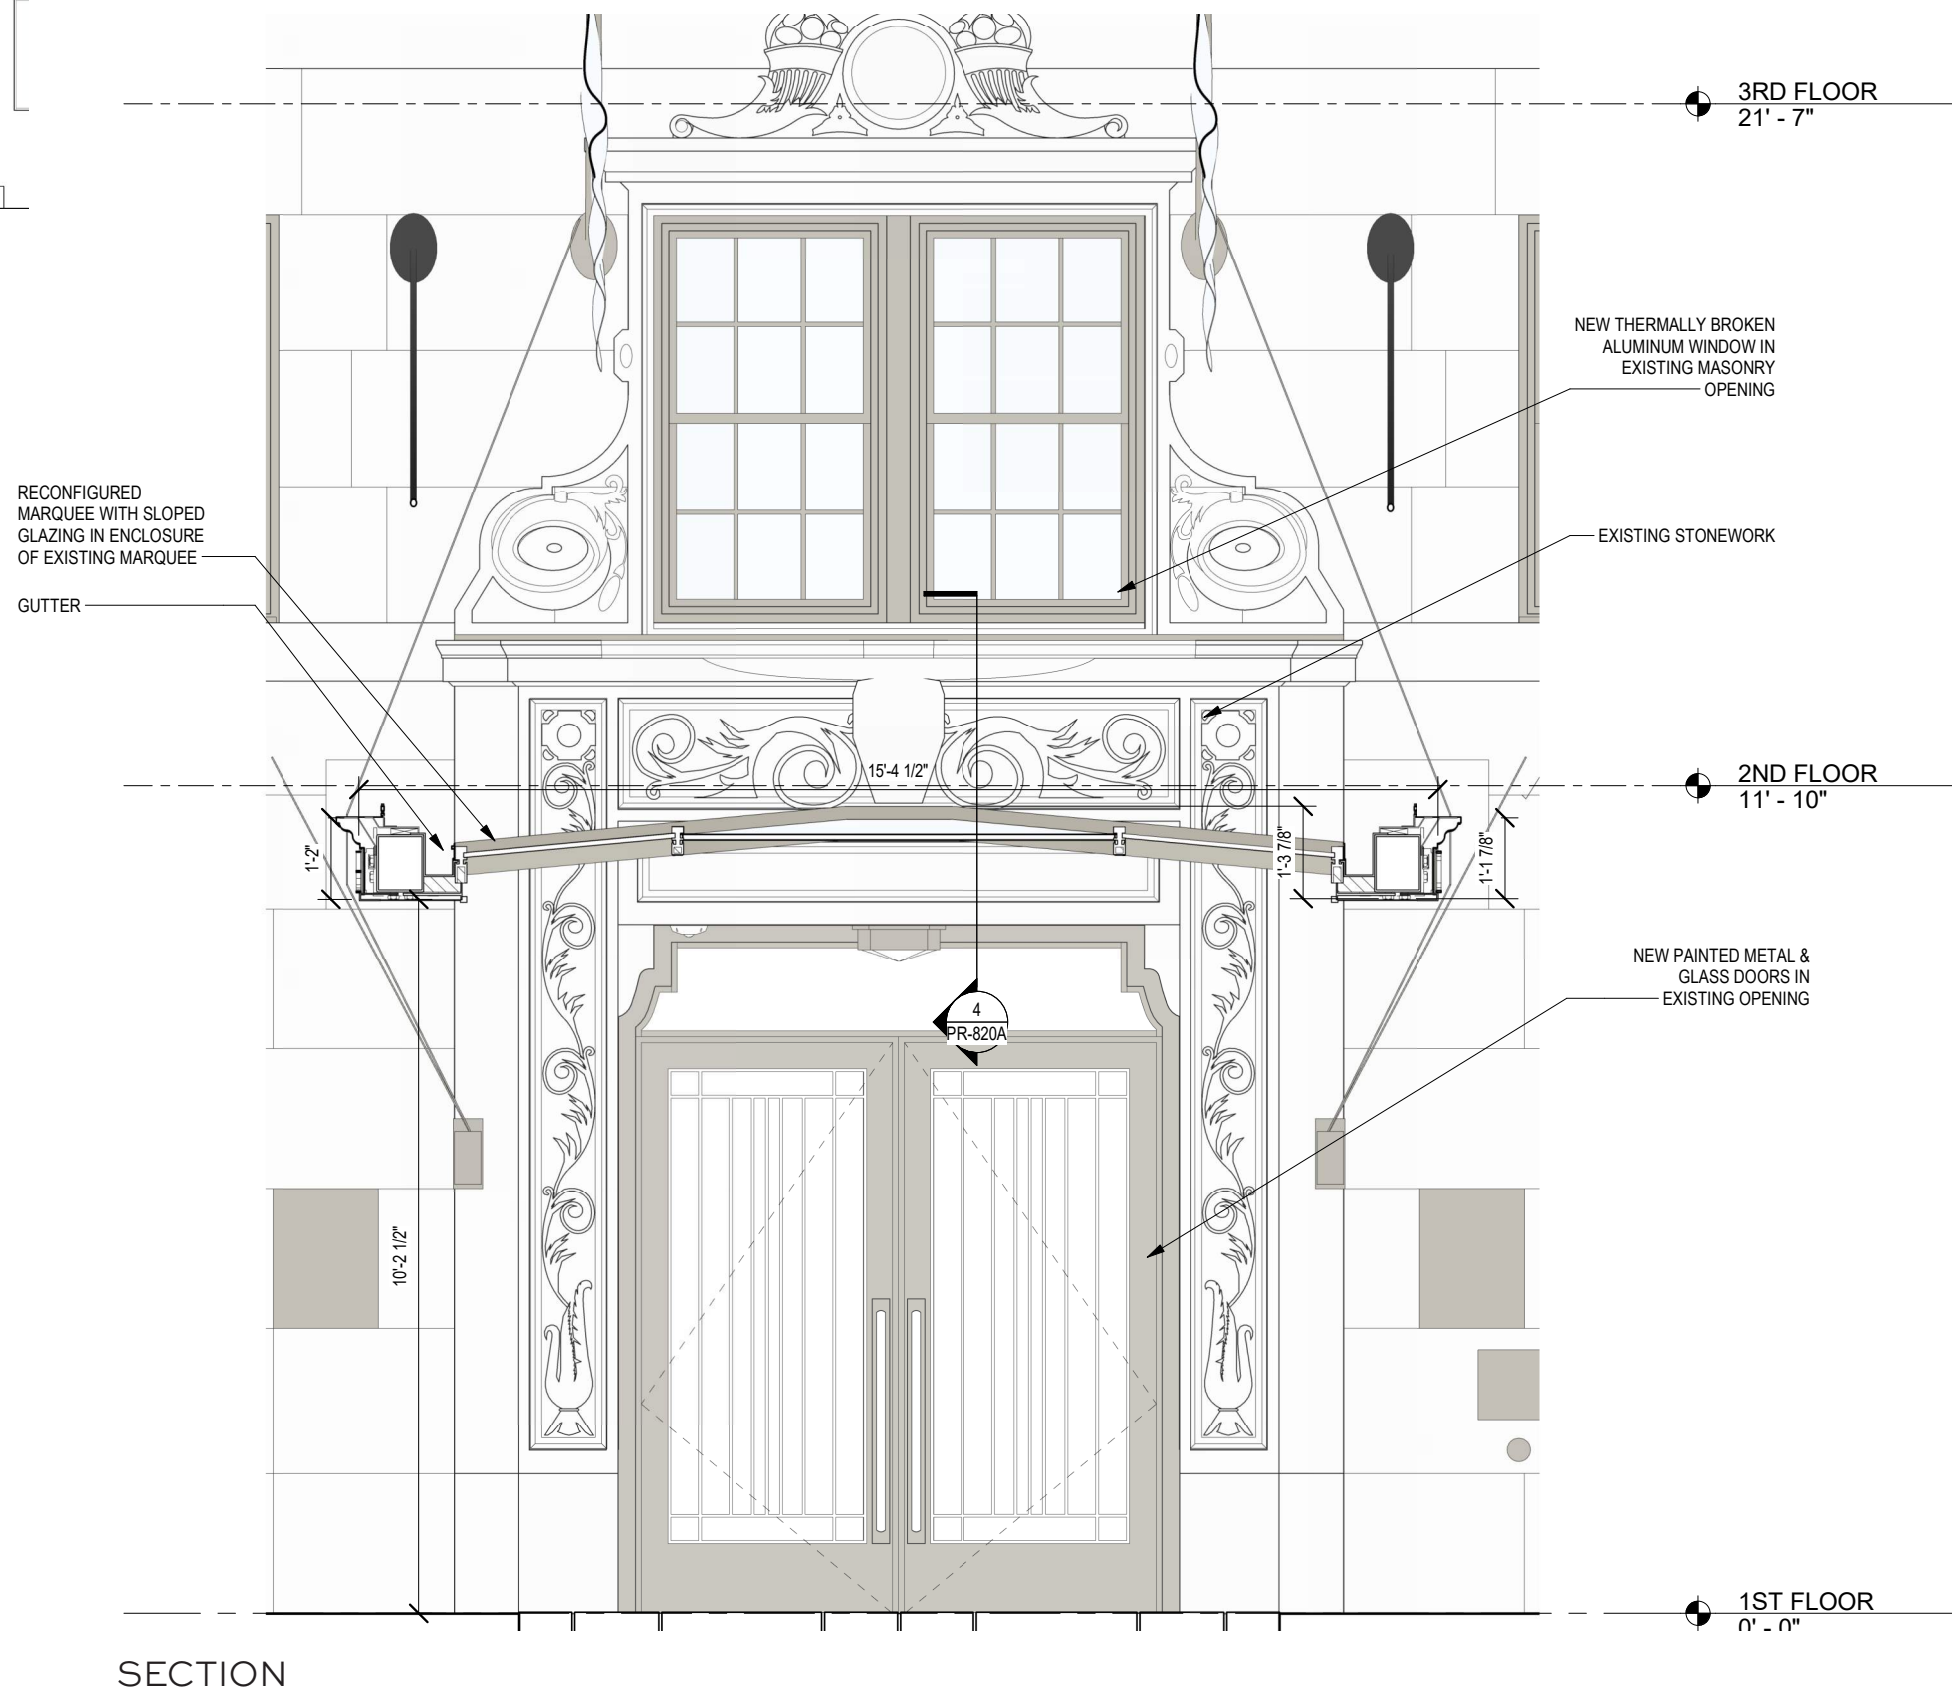 3RD FLOOR
21' - 7"
NEW THERMALLY BROKEN
ALUMINUM WINDOW IN
EXISTING MASONRY
OPENING
RECONFIGURED
MARQUEE WITH SLOPED
GLAZING IN ENCLOSURE
OF EXISTING MARQUEE
EXISTING STONEWORK
GUTTER
15'-4 1/2"
2ND FLOOR
11' - 10"
1'-2"
1'-3 7/8"
1'-1 7/8"
NEW PAINTED METAL &
GLASS DOORS IN
EXISTING OPENING
4
PR-820A
10'-2 1/2"
1ST FLOOR
0' - 0"
SECTION